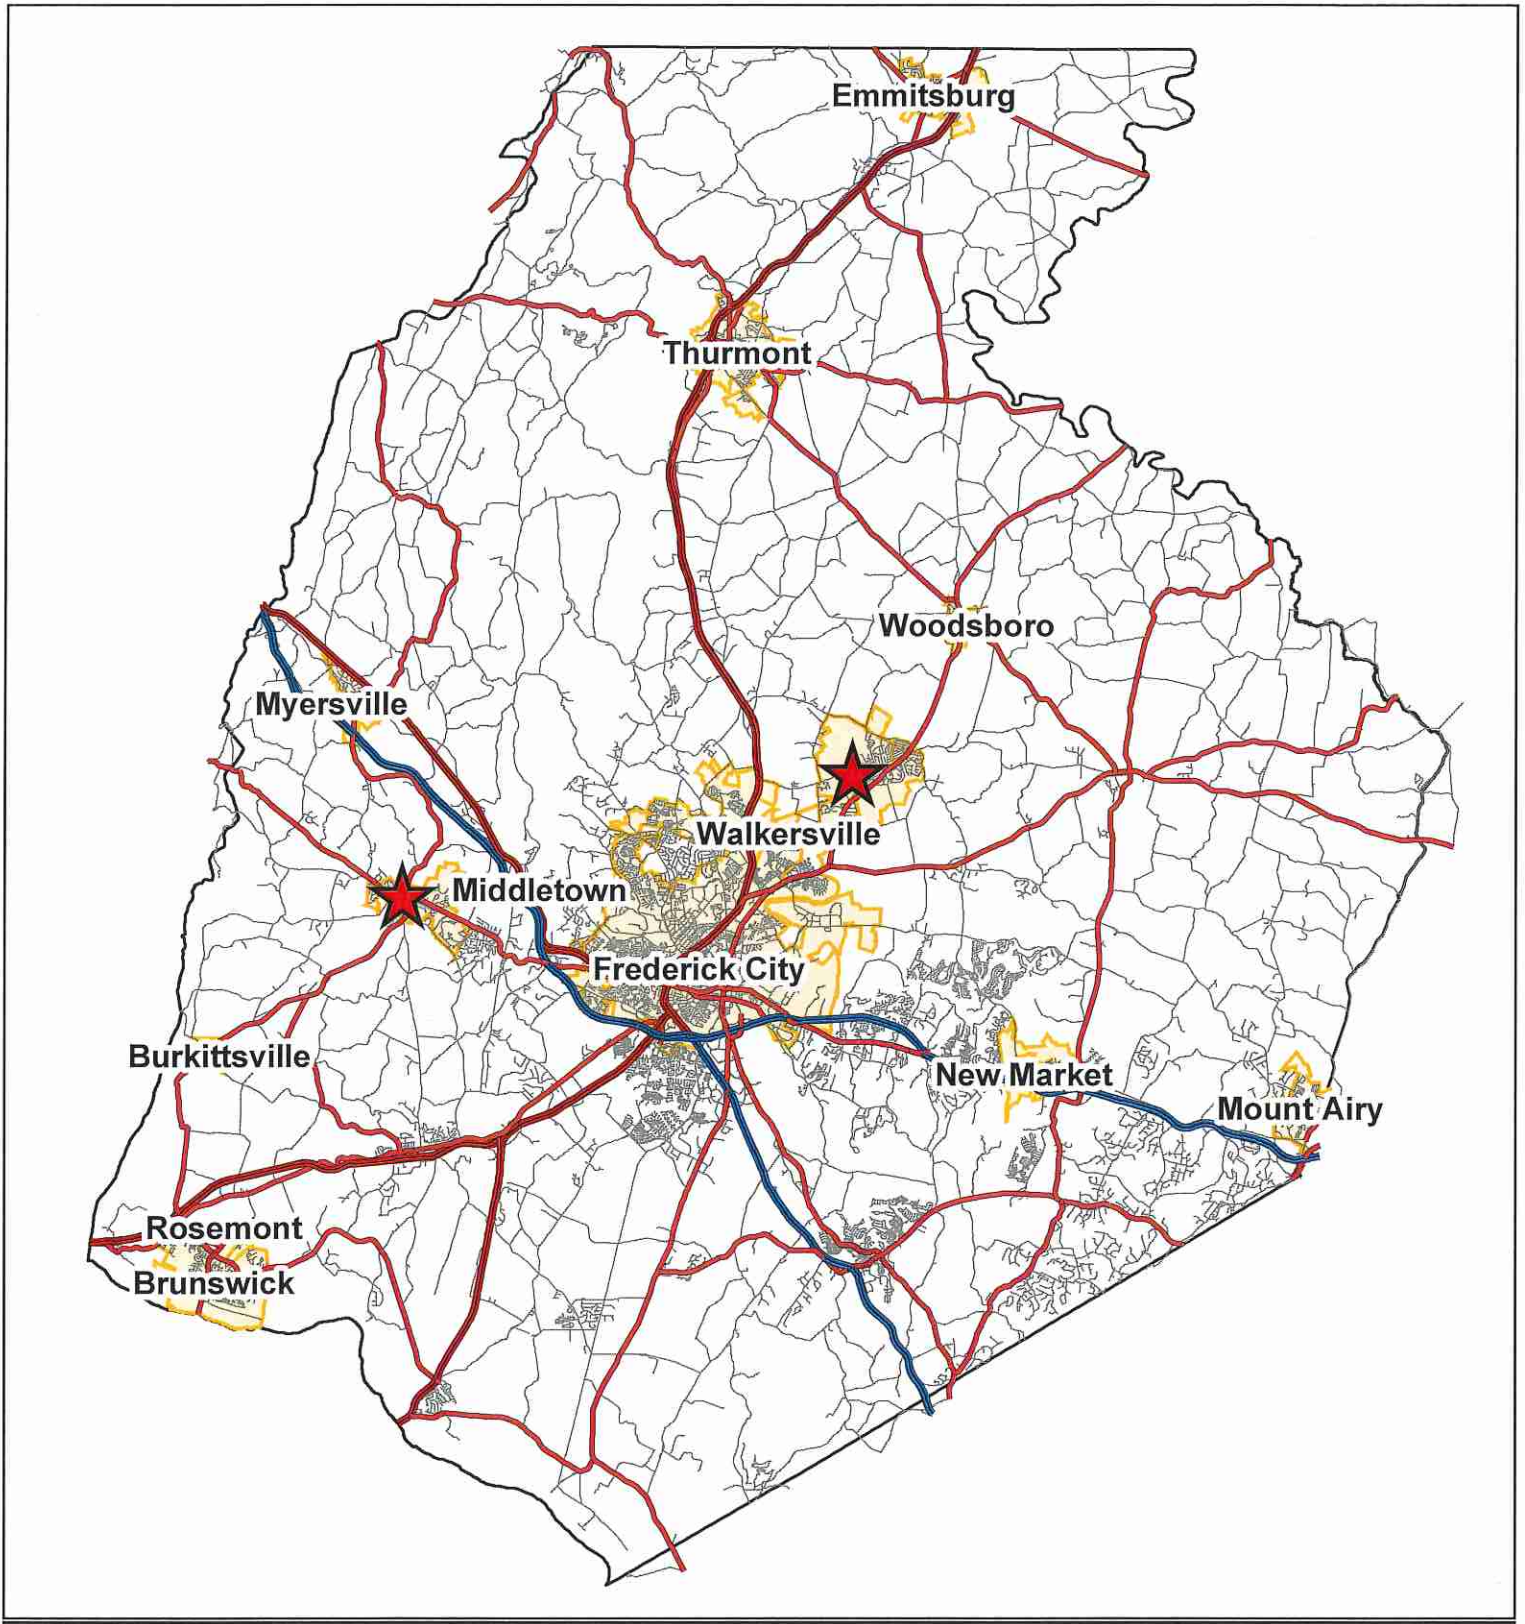 Emmitsburg
Thurmont
Woodsboro
Myersville
Walkersville
Middletown
Frederick City
Burkittsville
New Market
Mount Airy
Rosemont
Brunswick